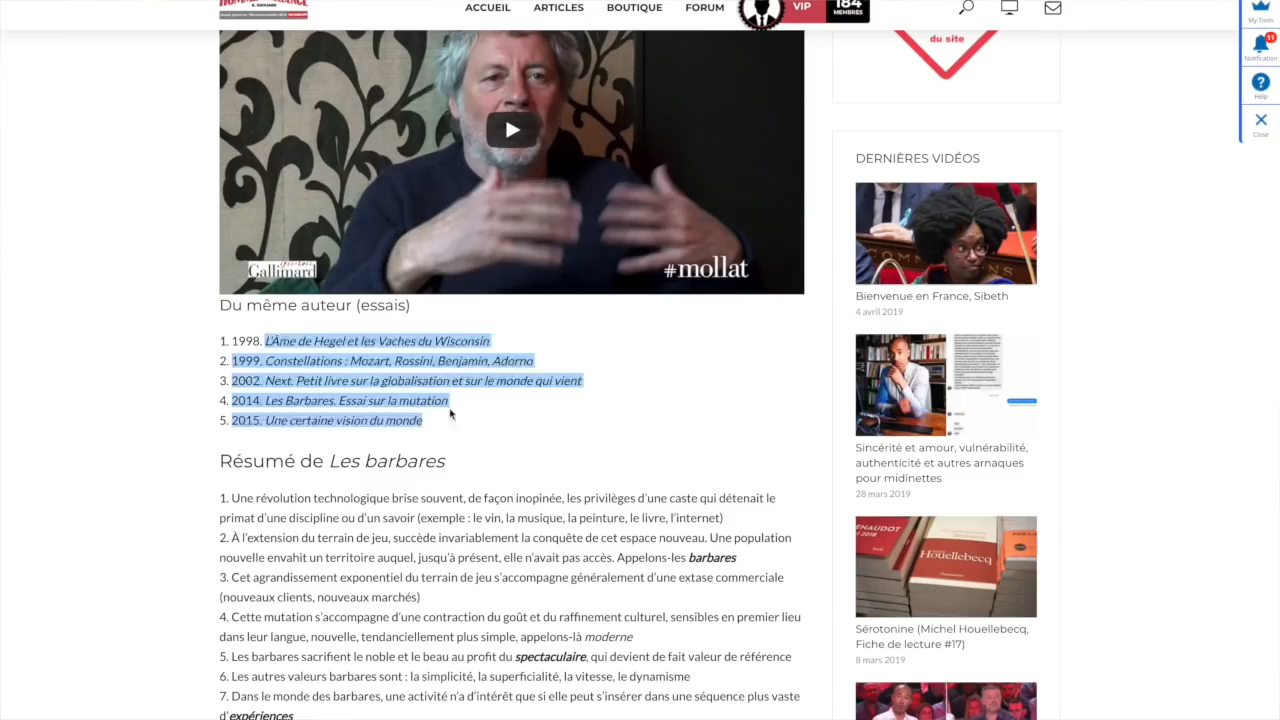 ACCUEIL ARTICLES BOUTIQUE FORUM VIP 184 MEMBRES
My Tools
11
Notification
Help
Close
du site
Gallimard
#mollat
Du même auteur (essais)
1. 1998. L'Âme de Hegel et les Vaches du Wisconsin
2. 1999. Constellations : Mozart, Rossini, Benjamin, Adorno
3. 2002. Next. Petit livre sur la globalisation et sur le monde qui vient
4. 2014. Les Barbares. Essai sur la mutation
5. 2015. Une certaine vision du monde
Résumé de Les barbares
1. Une révolution technologique brise souvent, de façon inopinée, les privilèges d'une caste qui détenait le
primat d'une discipline ou d'un savoir (exemple : le vin, la musique, la peinture, le livre, l'internet)
2. À l'extension du terrain de jeu, succède invariablement la conquête de cet espace nouveau. Une population
nouvelle envahit un territoire auquel, jusqu'à présent, elle n'avait pas accès. Appelons-les barbares
3. Cet agrandissement exponentiel du terrain de jeu s'accompagne généralement d'une extase commerciale
(nouveaux clients, nouveaux marchés)
4. Cette mutation s'accompagne d'une contraction du goût et du raffinement culturel, sensibles en premier lieu
dans leur langue, nouvelle, tendanciellement plus simple, appelons-là moderne
5. Les barbares sacrifient le noble et le beau au profit du spectaculaire, qui devient de fait valeur de référence
6. Les autres valeurs barbares sont : la simplicité, la superficialité, la vitesse, le dynamisme
7. Dans le monde des barbares, une activité n'a d'intérêt que si elle peut s'insérer dans une séquence plus vaste
d'expériences
DERNIÈRES VIDÉOS
Bienvenue en France, Sibeth
4 avril 2019
Sincérité et amour, vulnérabilité,
authenticité et autres arnaques
pour midinettes
28 mars 2019
Houellebecq
Sérotonine (Michel Houellebecq,
Fiche de lecture #17)
8 mars 2019